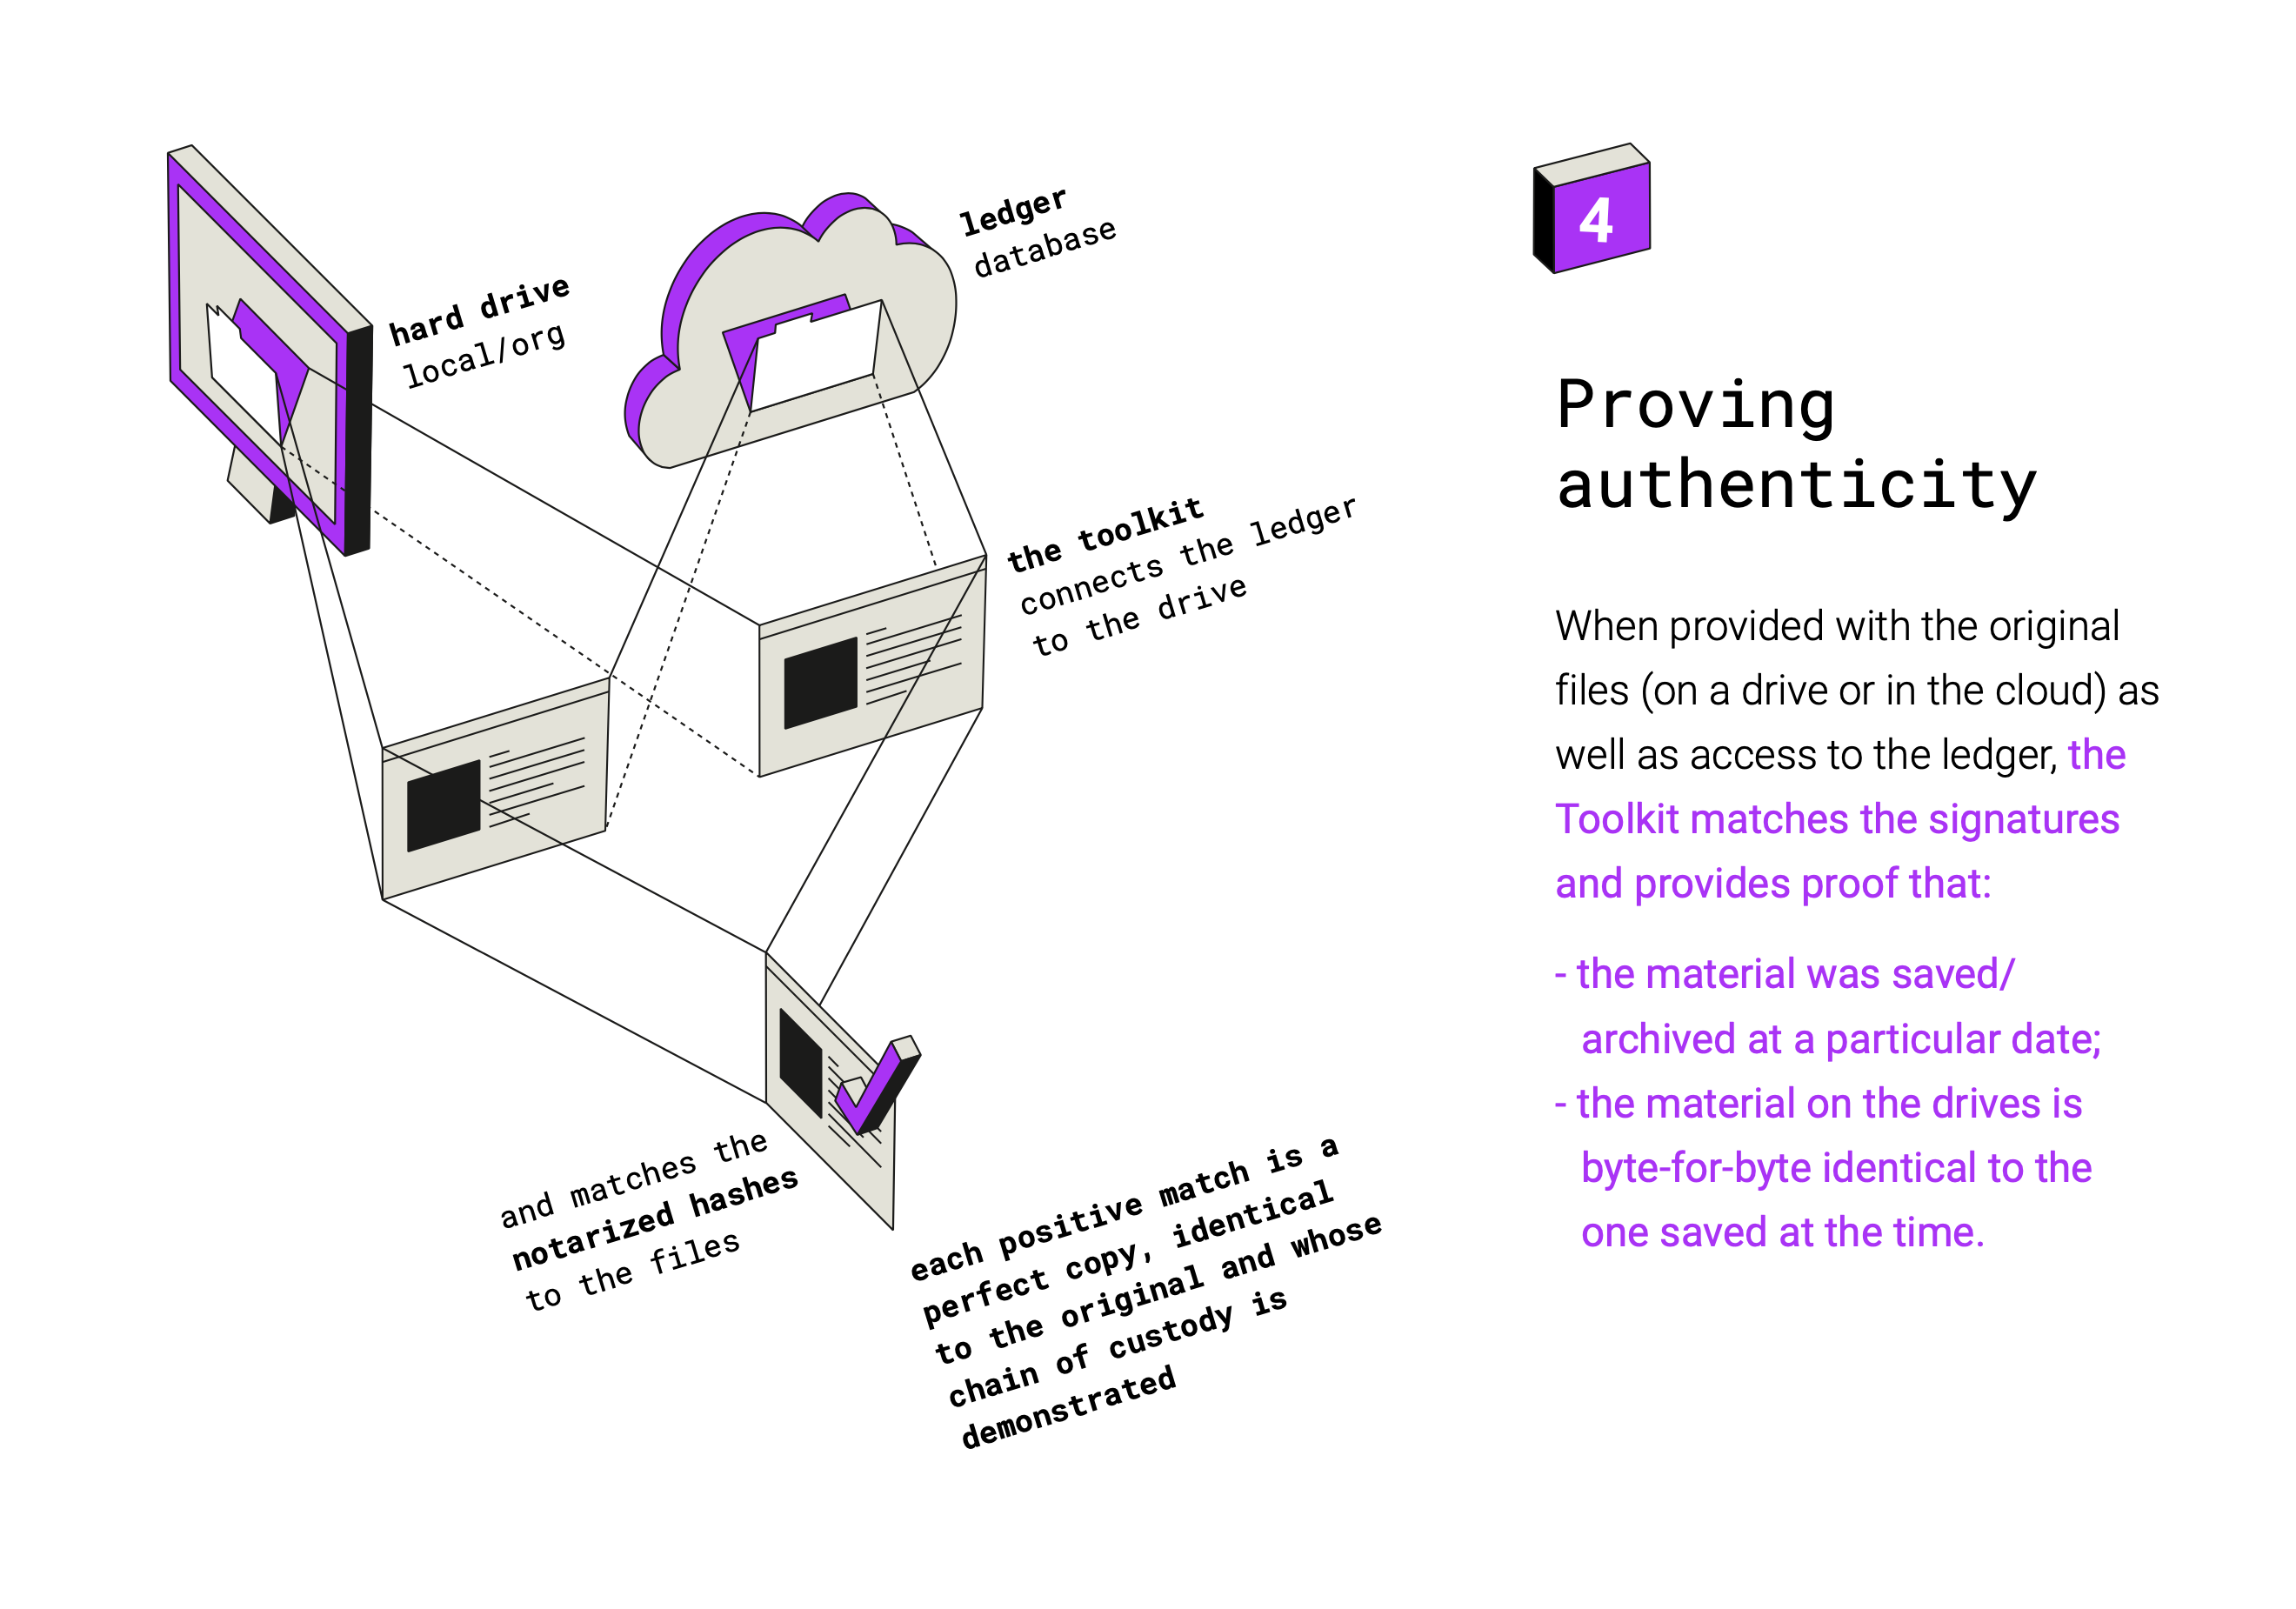 hard drive
local/org
ledger
database
the toolkit
connects the ledger
to the drive
and matches the
notarized hashes
to the files
each positive match is a
perfect copy, identical
to the original and whose
chain of custody is
demonstrated
4
Proving
authenticity
When provided with the original
files (on a drive or in the cloud) as
well as access to the ledger, the
Toolkit matches the signatures
and provides proof that:
- the material was saved/
archived at a particular date;
- the material on the drives is
byte-for-byte identical to the
one saved at the time.